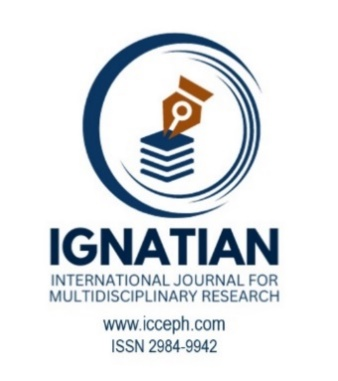 IGNATIAN
INTERNATIONAL JOURNAL FOR
MULTIDISCIPLINARY RESEARCH
www.icceph.com
ISSN 2984-9942